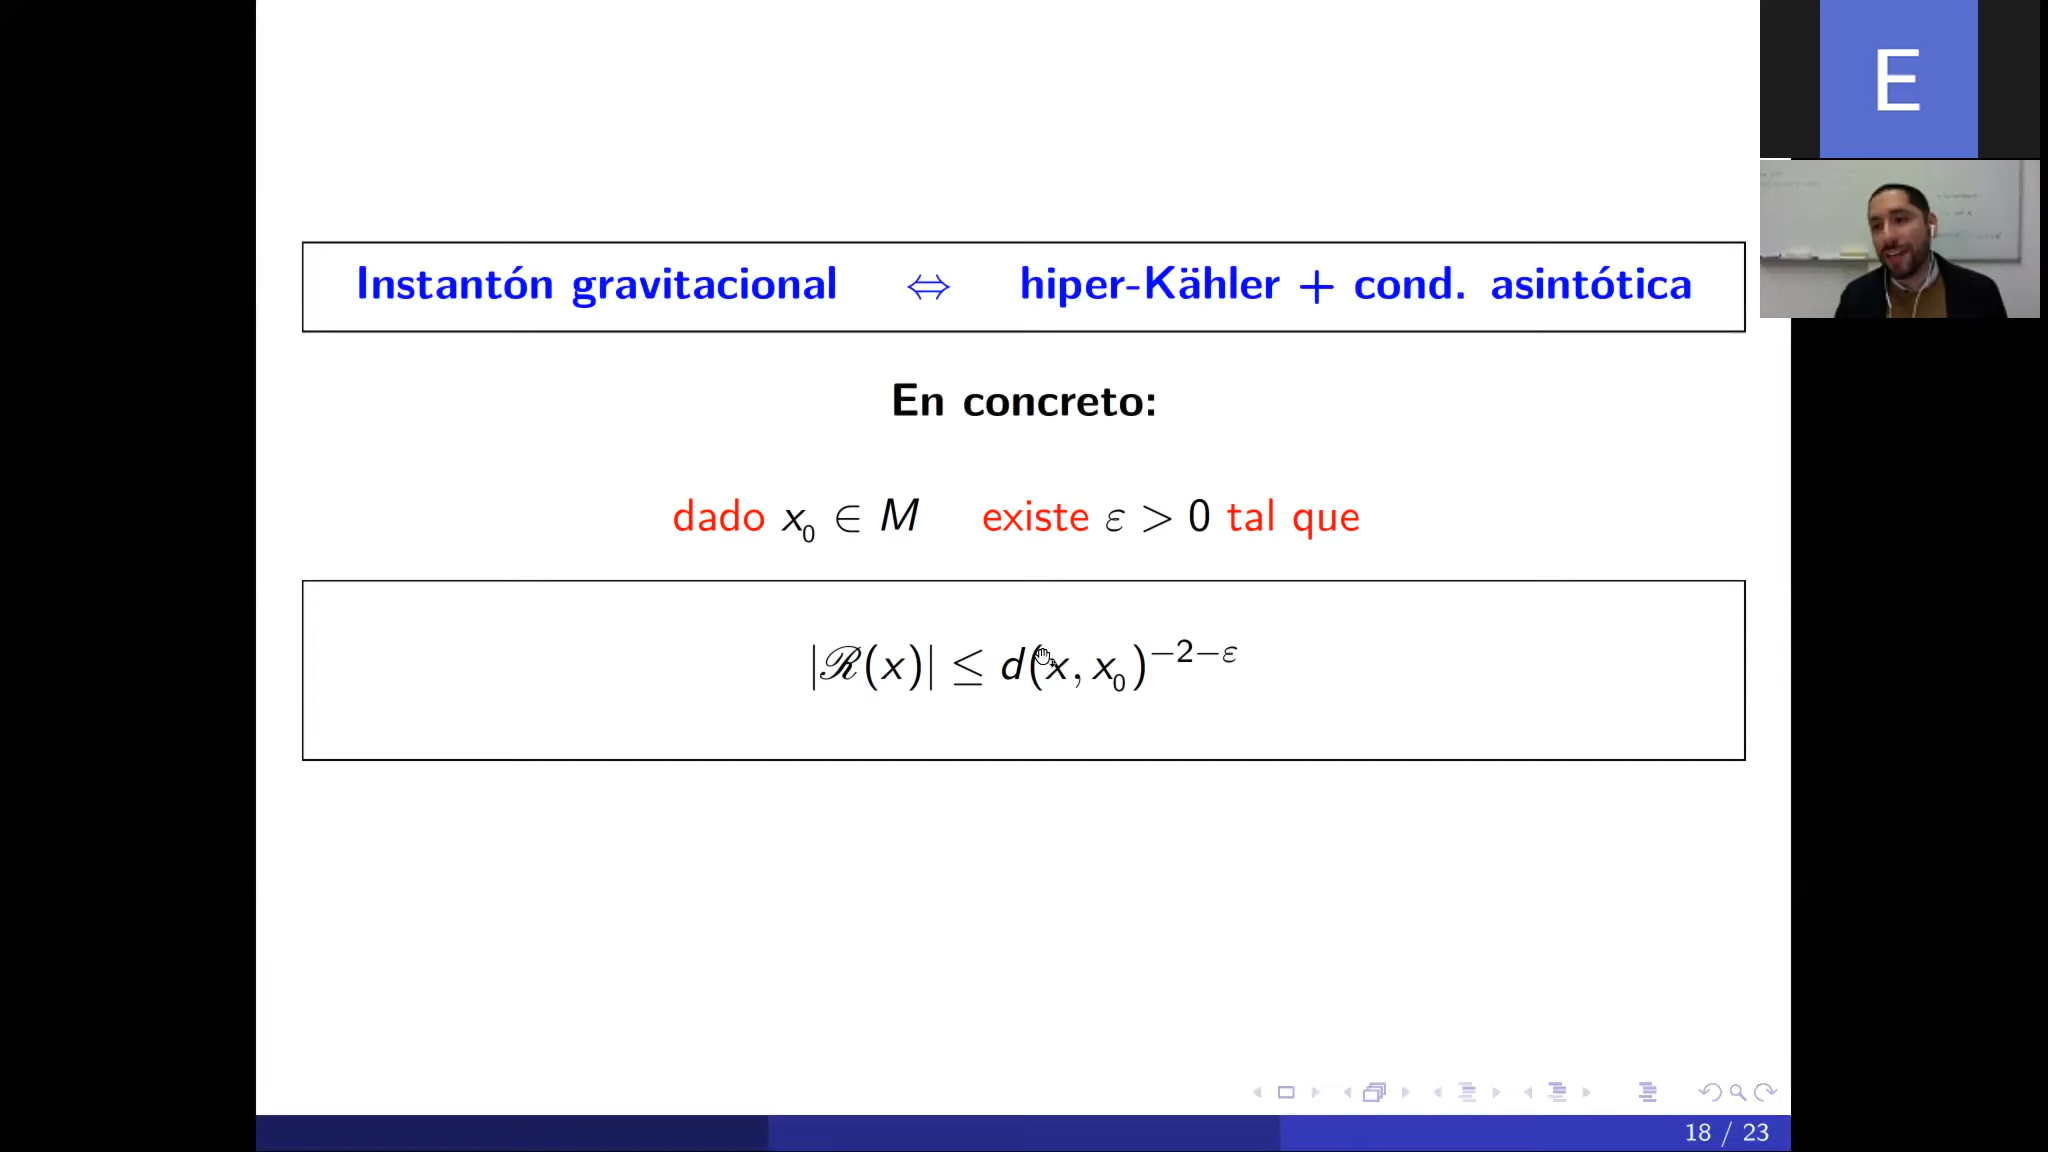 E
Instantón gravitacional ⇔ hiper-Kähler + cond. asintótica
En concreto:
dado x₀ ∈ M existe ε > 0 tal que
|ℛ(x)| ≤ d(x, x₀)⁻²⁻ᵋ
18 / 23